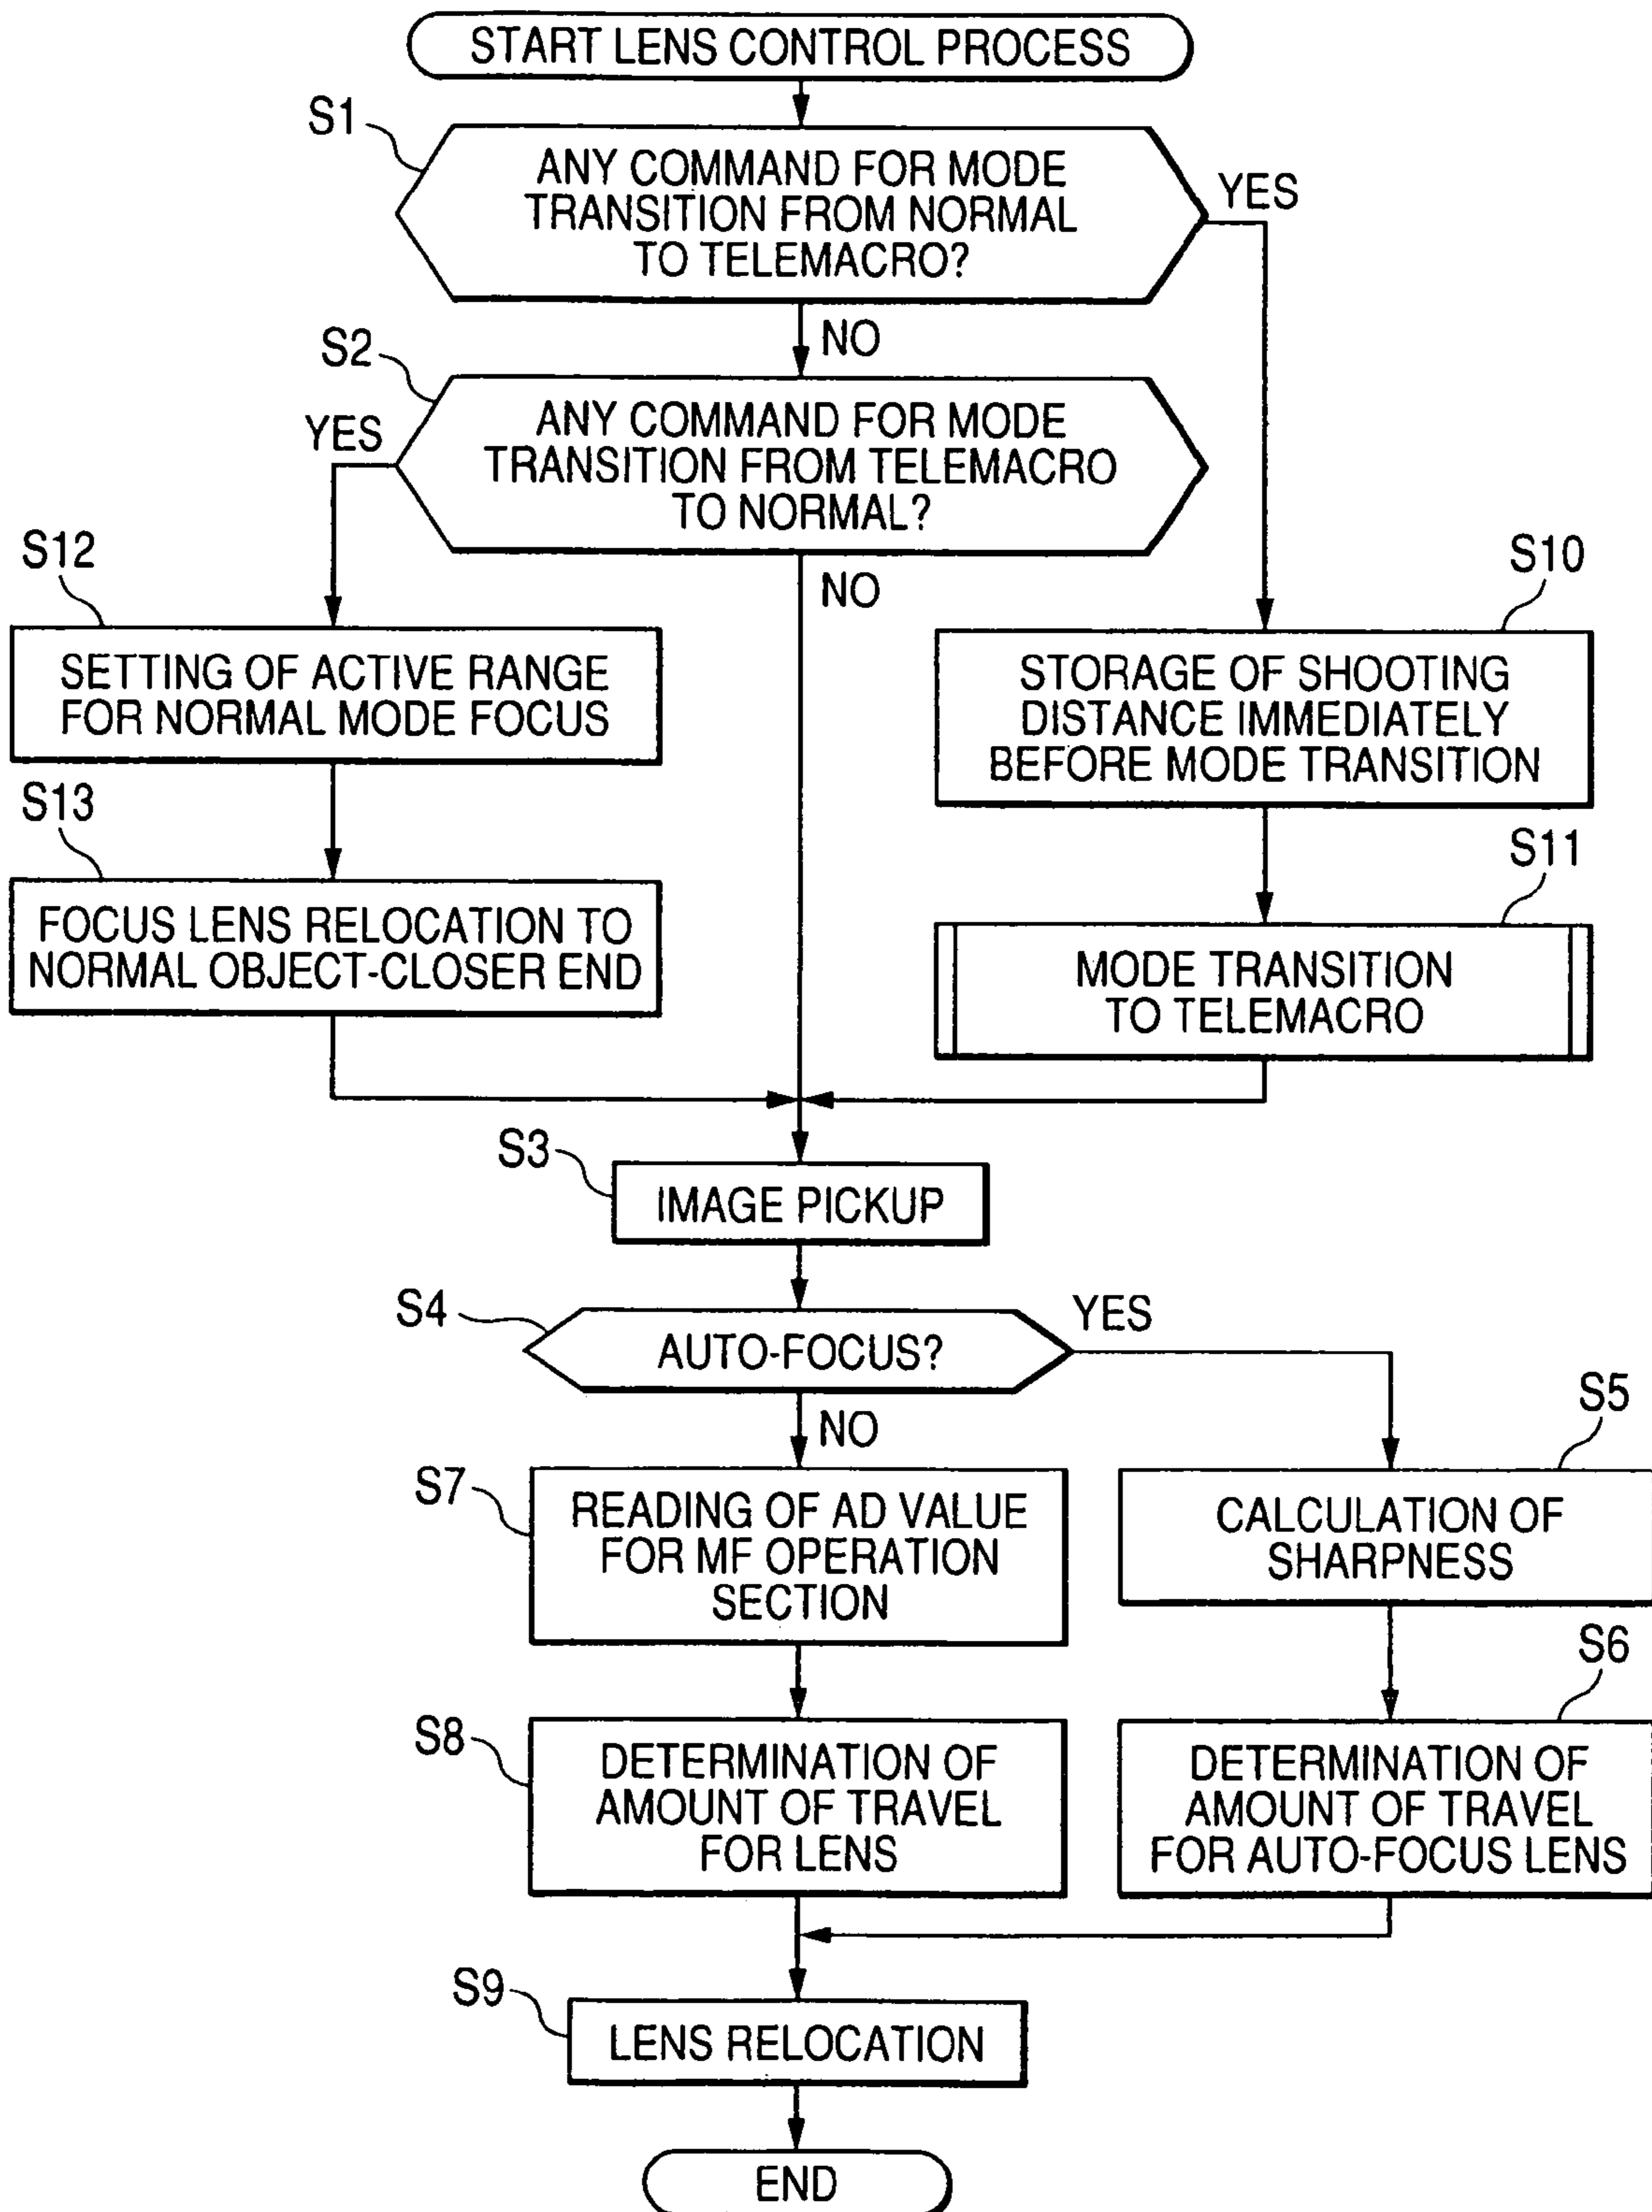 START LENS CONTROL PROCESS
S1
ANY COMMAND FOR MODE
TRANSITION FROM NORMAL
TO TELEMACRO?
YES
NO
S2
ANY COMMAND FOR MODE
TRANSITION FROM TELEMACRO
TO NORMAL?
YES
NO
S12
SETTING OF ACTIVE RANGE
FOR NORMAL MODE FOCUS
S10
STORAGE OF SHOOTING
DISTANCE IMMEDIATELY
BEFORE MODE TRANSITION
S13
FOCUS LENS RELOCATION TO
NORMAL OBJECT-CLOSER END
S11
MODE TRANSITION
TO TELEMACRO
S3
IMAGE PICKUP
S4
AUTO-FOCUS?
YES
NO
S7
READING OF AD VALUE
FOR MF OPERATION
SECTION
S5
CALCULATION OF
SHARPNESS
S8
DETERMINATION OF
AMOUNT OF TRAVEL
FOR LENS
S6
DETERMINATION OF
AMOUNT OF TRAVEL
FOR AUTO-FOCUS LENS
S9
LENS RELOCATION
END